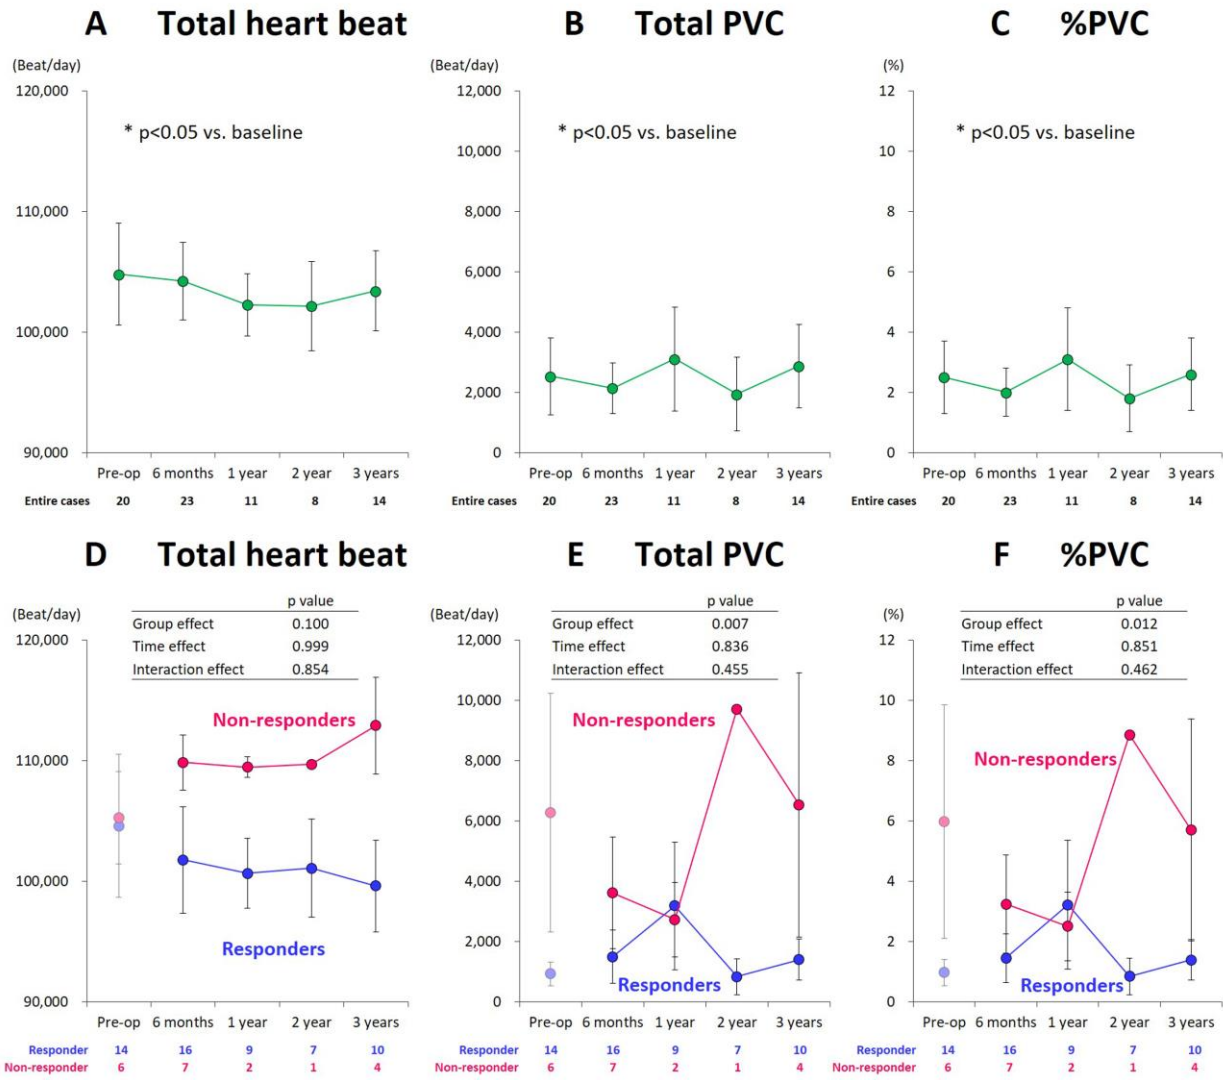 A Total heart beat
(Beat/day)
120,000
* p<0.05 vs. baseline
110,000
100,000
90,000
Pre-op 6 months 1 year 2 year 3 years
Entire cases 20 23 11 8 14
B Total PVC
(Beat/day)
12,000
* p<0.05 vs. baseline
10,000
8,000
6,000
4,000
2,000
0
Pre-op 6 months 1 year 2 year 3 years
Entire cases 20 23 11 8 14
C %PVC
(%)
12
* p<0.05 vs. baseline
10
8
6
4
2
0
Pre-op 6 months 1 year 2 year 3 years
Entire cases 20 23 11 8 14
D Total heart beat
(Beat/day)
p value
Group effect 0.100
Time effect 0.999
Interaction effect 0.854
120,000
Non-responders
110,000
100,000
Responders
90,000
Pre-op 6 months 1 year 2 year 3 years
Responder 14 16 9 7 10
Non-responder 6 7 2 1 4
E Total PVC
(Beat/day)
p value
Group effect 0.007
Time effect 0.836
Interaction effect 0.455
12,000
Non-responders
10,000
8,000
6,000
4,000
2,000
Responders
0
Pre-op 6 months 1 year 2 year 3 years
Responder 14 16 9 7 10
Non-responder 6 7 2 1 4
F %PVC
(%)
p value
Group effect 0.012
Time effect 0.851
Interaction effect 0.462
12
10
Non-responders
8
6
4
2
Responders
0
Pre-op 6 months 1 year 2 year 3 years
Responder 14 16 9 7 10
Non-responder 6 7 2 1 4